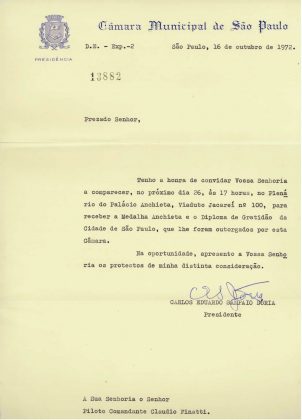 Câmara Municipal de São Paulo
PRESIDÊNCIA
D.E. - Exp.-2
São Paulo, 16 de outubro de 1972.
13882
Prezado Senhor,
Tenho a honra de convidar Vossa Senhoria
a comparecer, no próximo dia 26, às 17 horas, no Plená
rio do Palácio Anchieta, Viaduto Jacareí nº 100, para
receber a Medalha Anchieta e o Diploma de Gratidão da
Cidade de São Paulo, que lhe foram outorgados por esta
Câmara.
Na oportunidade, apresento a Vossa Senho
ria os protestos de minha distinta consideração.
CARLOS EDUARDO SAMPAIO DÓRIA
Presidente
A Sua Senhoria o Senhor
Piloto Comandante Claudio Finatti.